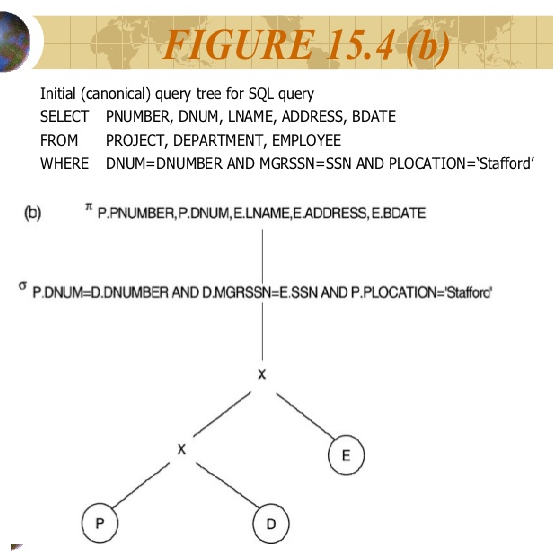 FIGURE 15.4 (b)
Initial (canonical) query tree for SQL query
SELECT PNUMBER, DNUM, LNAME, ADDRESS, BDATE
FROM PROJECT, DEPARTMENT, EMPLOYEE
WHERE DNUM=DNUMBER AND MGRSSN=SSN AND PLOCATION='Stafford'
(b) π P.PNUMBER,P.DNUM,E.LNAME,E.ADDRESS,E.BDATE
σ P.DNUM=D.DNUMBER AND D.MGRSSN=E.SSN AND P.PLOCATION='Stafford'
X
X
E
P
D